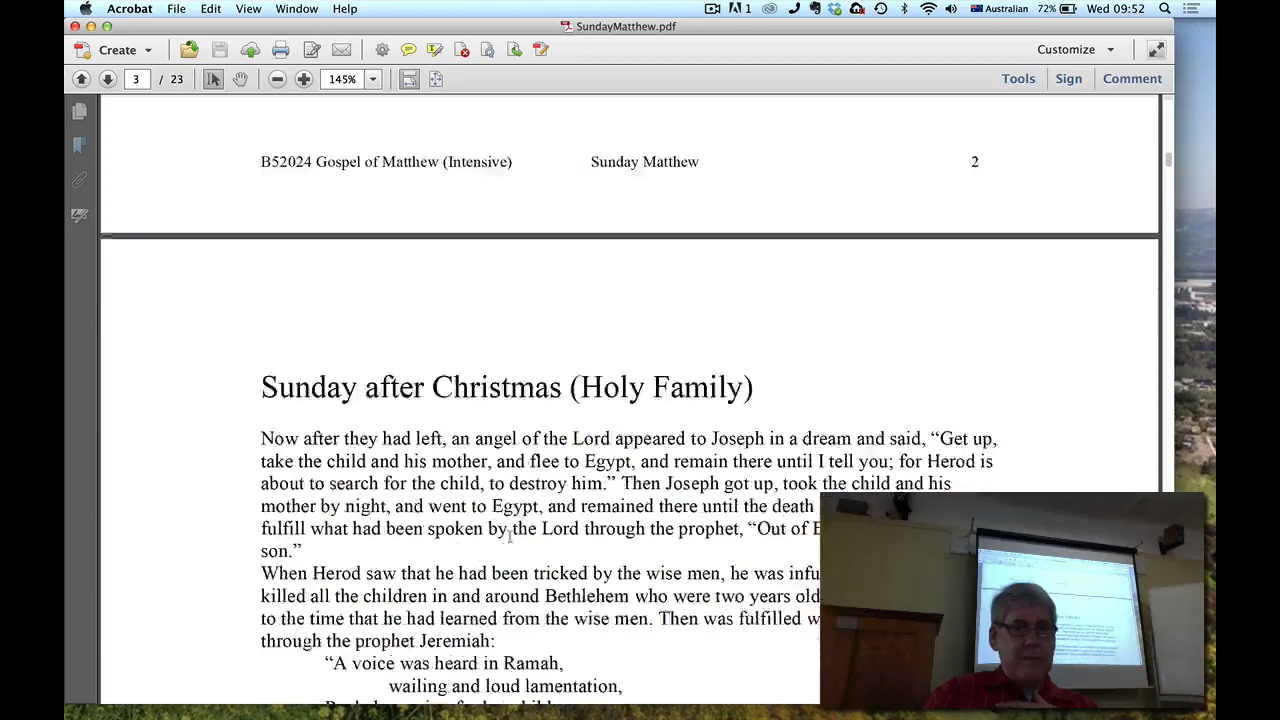 Acrobat File Edit View Window Help 1 Australian 72% Wed 09:52
SundayMatthew.pdf
Create Customize
3 / 23 145% Tools Sign Comment
B52024 Gospel of Matthew (Intensive) Sunday Matthew 2
Sunday after Christmas (Holy Family)
Now after they had left, an angel of the Lord appeared to Joseph in a dream and said, “Get up,
take the child and his mother, and flee to Egypt, and remain there until I tell you; for Herod is
about to search for the child, to destroy him.” Then Joseph got up, took the child and his
mother by night, and went to Egypt, and remained there until the death
fulfill what had been spoken by the Lord through the prophet, “Out of E
son.”
When Herod saw that he had been tricked by the wise men, he was infu
killed all the children in and around Bethlehem who were two years old
to the time that he had learned from the wise men. Then was fulfilled w
through the prophet Jeremiah:
“A voice was heard in Ramah,
wailing and loud lamentation,